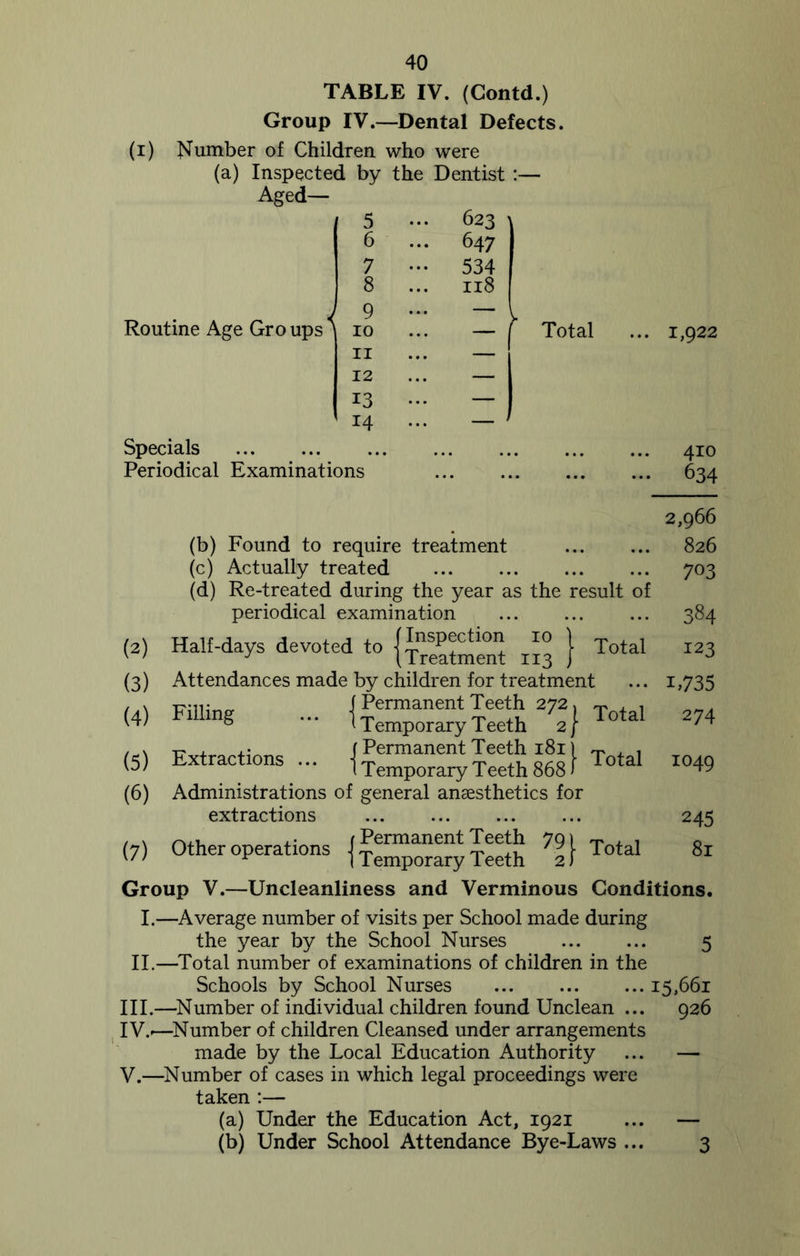 40
TABLE IV. (Contd.)
Group IV.—Dental Defects.
(1) Number of Children who were
(a) Inspected by the Dentist :—
Aged—
5 ... 623
6 ... 647
7 ... 534
8 ... 118
9 ... —
Routine Age Groups 10 ... — Total ... 1,922
11 ... —
12 ... —
13 ... —
14 ... —
Specials ... ... ... ... ... ... ... 410
Periodical Examinations ... ... ... ... 634
2,966
(b) Found to require treatment ... ... 826
(c) Actually treated ... ... ... ... 703
(d) Re-treated during the year as the result of
periodical examination ... ... ... 384
(2) Half-days devoted to { Inspection 10 } Total 123
{ Treatment 113 }
(3) Attendances made by children for treatment ... 1,735
(4) Filling ... { Permanent Teeth 272 } Total 274
{ Temporary Teeth 2 }
(5) Extractions ... { Permanent Teeth 181 } Total 1049
{ Temporary Teeth 868 }
(6) Administrations of general anæsthetics for
extractions ... ... ... ... 245
(7) Other operations { Permanent Teeth 79 } Total 81
{ Temporary Teeth 2 }
Group V.—Uncleanliness and Verminous Conditions.
I.—Average number of visits per School made during
the year by the School Nurses ... ... 5
II.—Total number of examinations of children in the
Schools by School Nurses ... ... ... 15,661
III.—Number of individual children found Unclean ... 926
IV.—Number of children Cleansed under arrangements
made by the Local Education Authority ... —
V.—Number of cases in which legal proceedings were
taken :—
(a) Under the Education Act, 1921 ... —
(b) Under School Attendance Bye-Laws ... 3